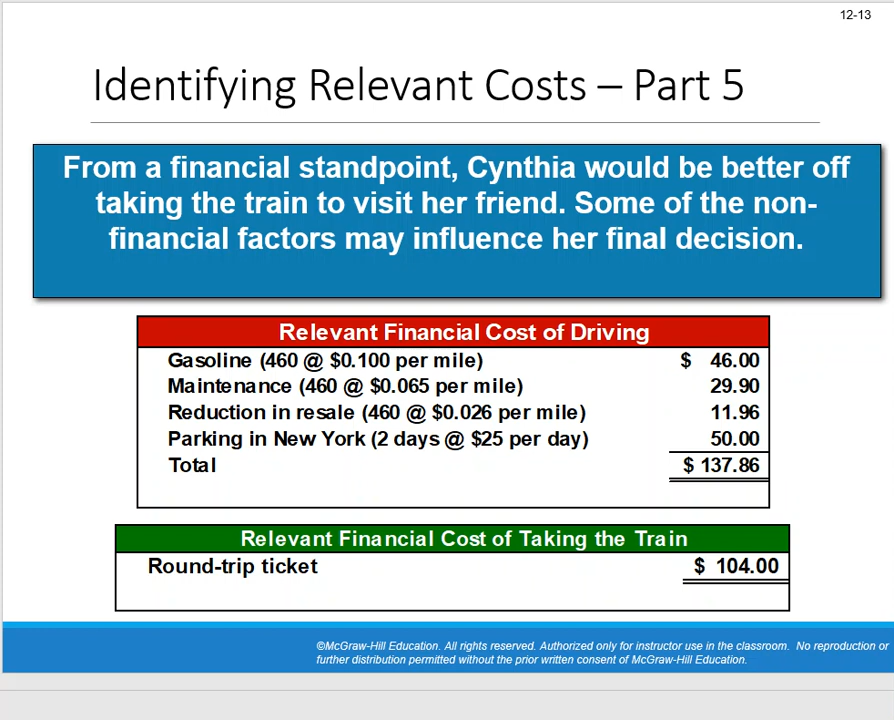 12-13
Identifying Relevant Costs – Part 5
From a financial standpoint, Cynthia would be better off
taking the train to visit her friend. Some of the non-
financial factors may influence her final decision.
Relevant Financial Cost of Driving
Gasoline (460 @ $0.100 per mile) $ 46.00
Maintenance (460 @ $0.065 per mile) 29.90
Reduction in resale (460 @ $0.026 per mile) 11.96
Parking in New York (2 days @ $25 per day) 50.00
Total $ 137.86
Relevant Financial Cost of Taking the Train
Round-trip ticket $ 104.00
©McGraw-Hill Education. All rights reserved. Authorized only for instructor use in the classroom. No reproduction or
further distribution permitted without the prior written consent of McGraw-Hill Education.